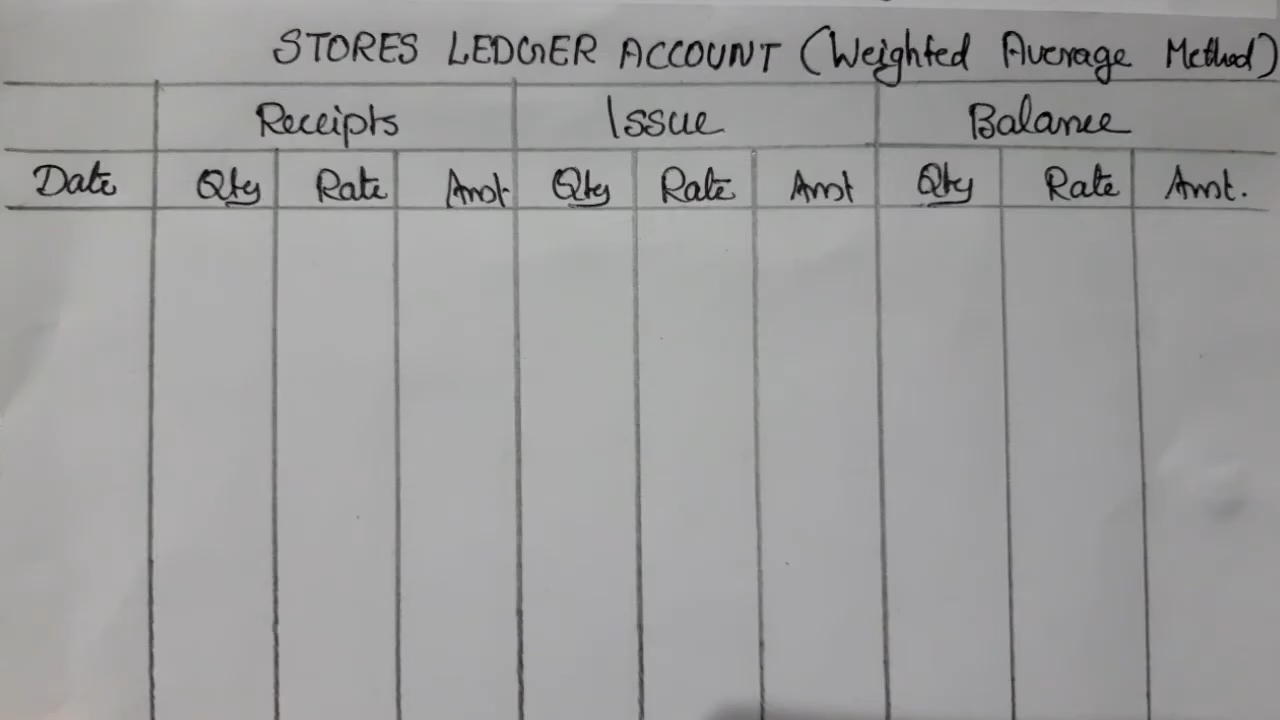 STORES LEDGER ACCOUNT (Weighted Average Method)
Receipts Issue Balance
Date Qty Rate Amt. Qty Rate Amt Qty Rate Amt.